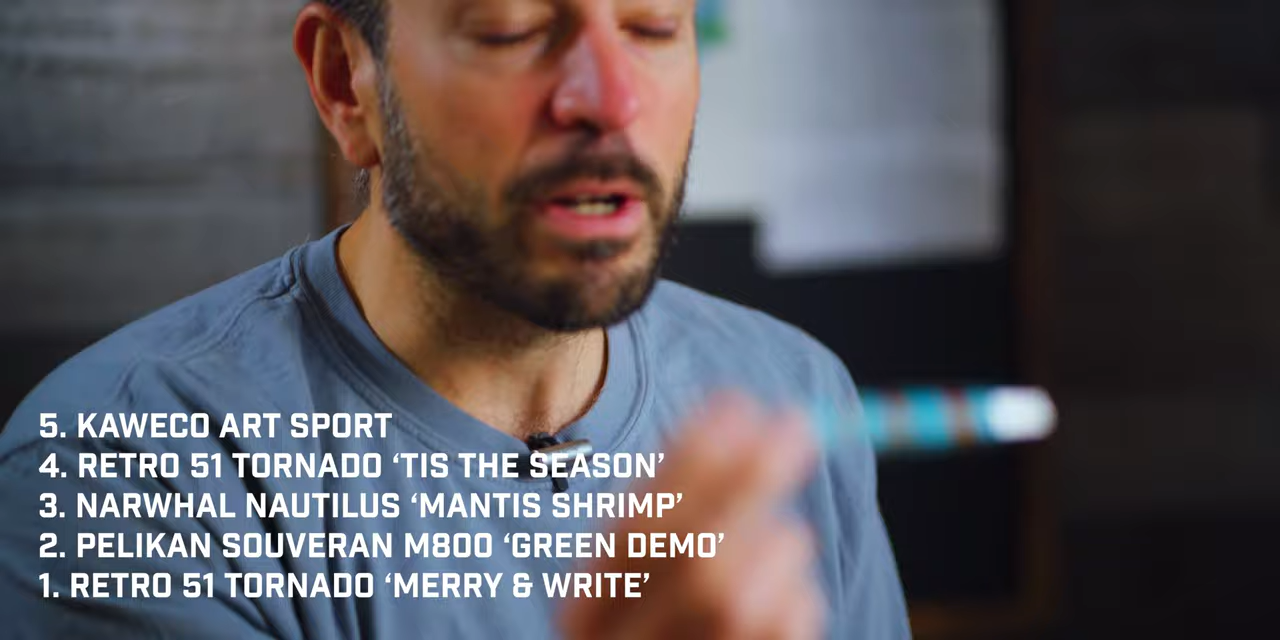 5. KAWECO ART SPORT
4. RETRO 51 TORNADO ‘TIS THE SEASON’
3. NARWHAL NAUTILUS ‘MANTIS SHRIMP’
2. PELIKAN SOUVERAN M800 ‘GREEN DEMO’
1. RETRO 51 TORNADO ‘MERRY & WRITE’